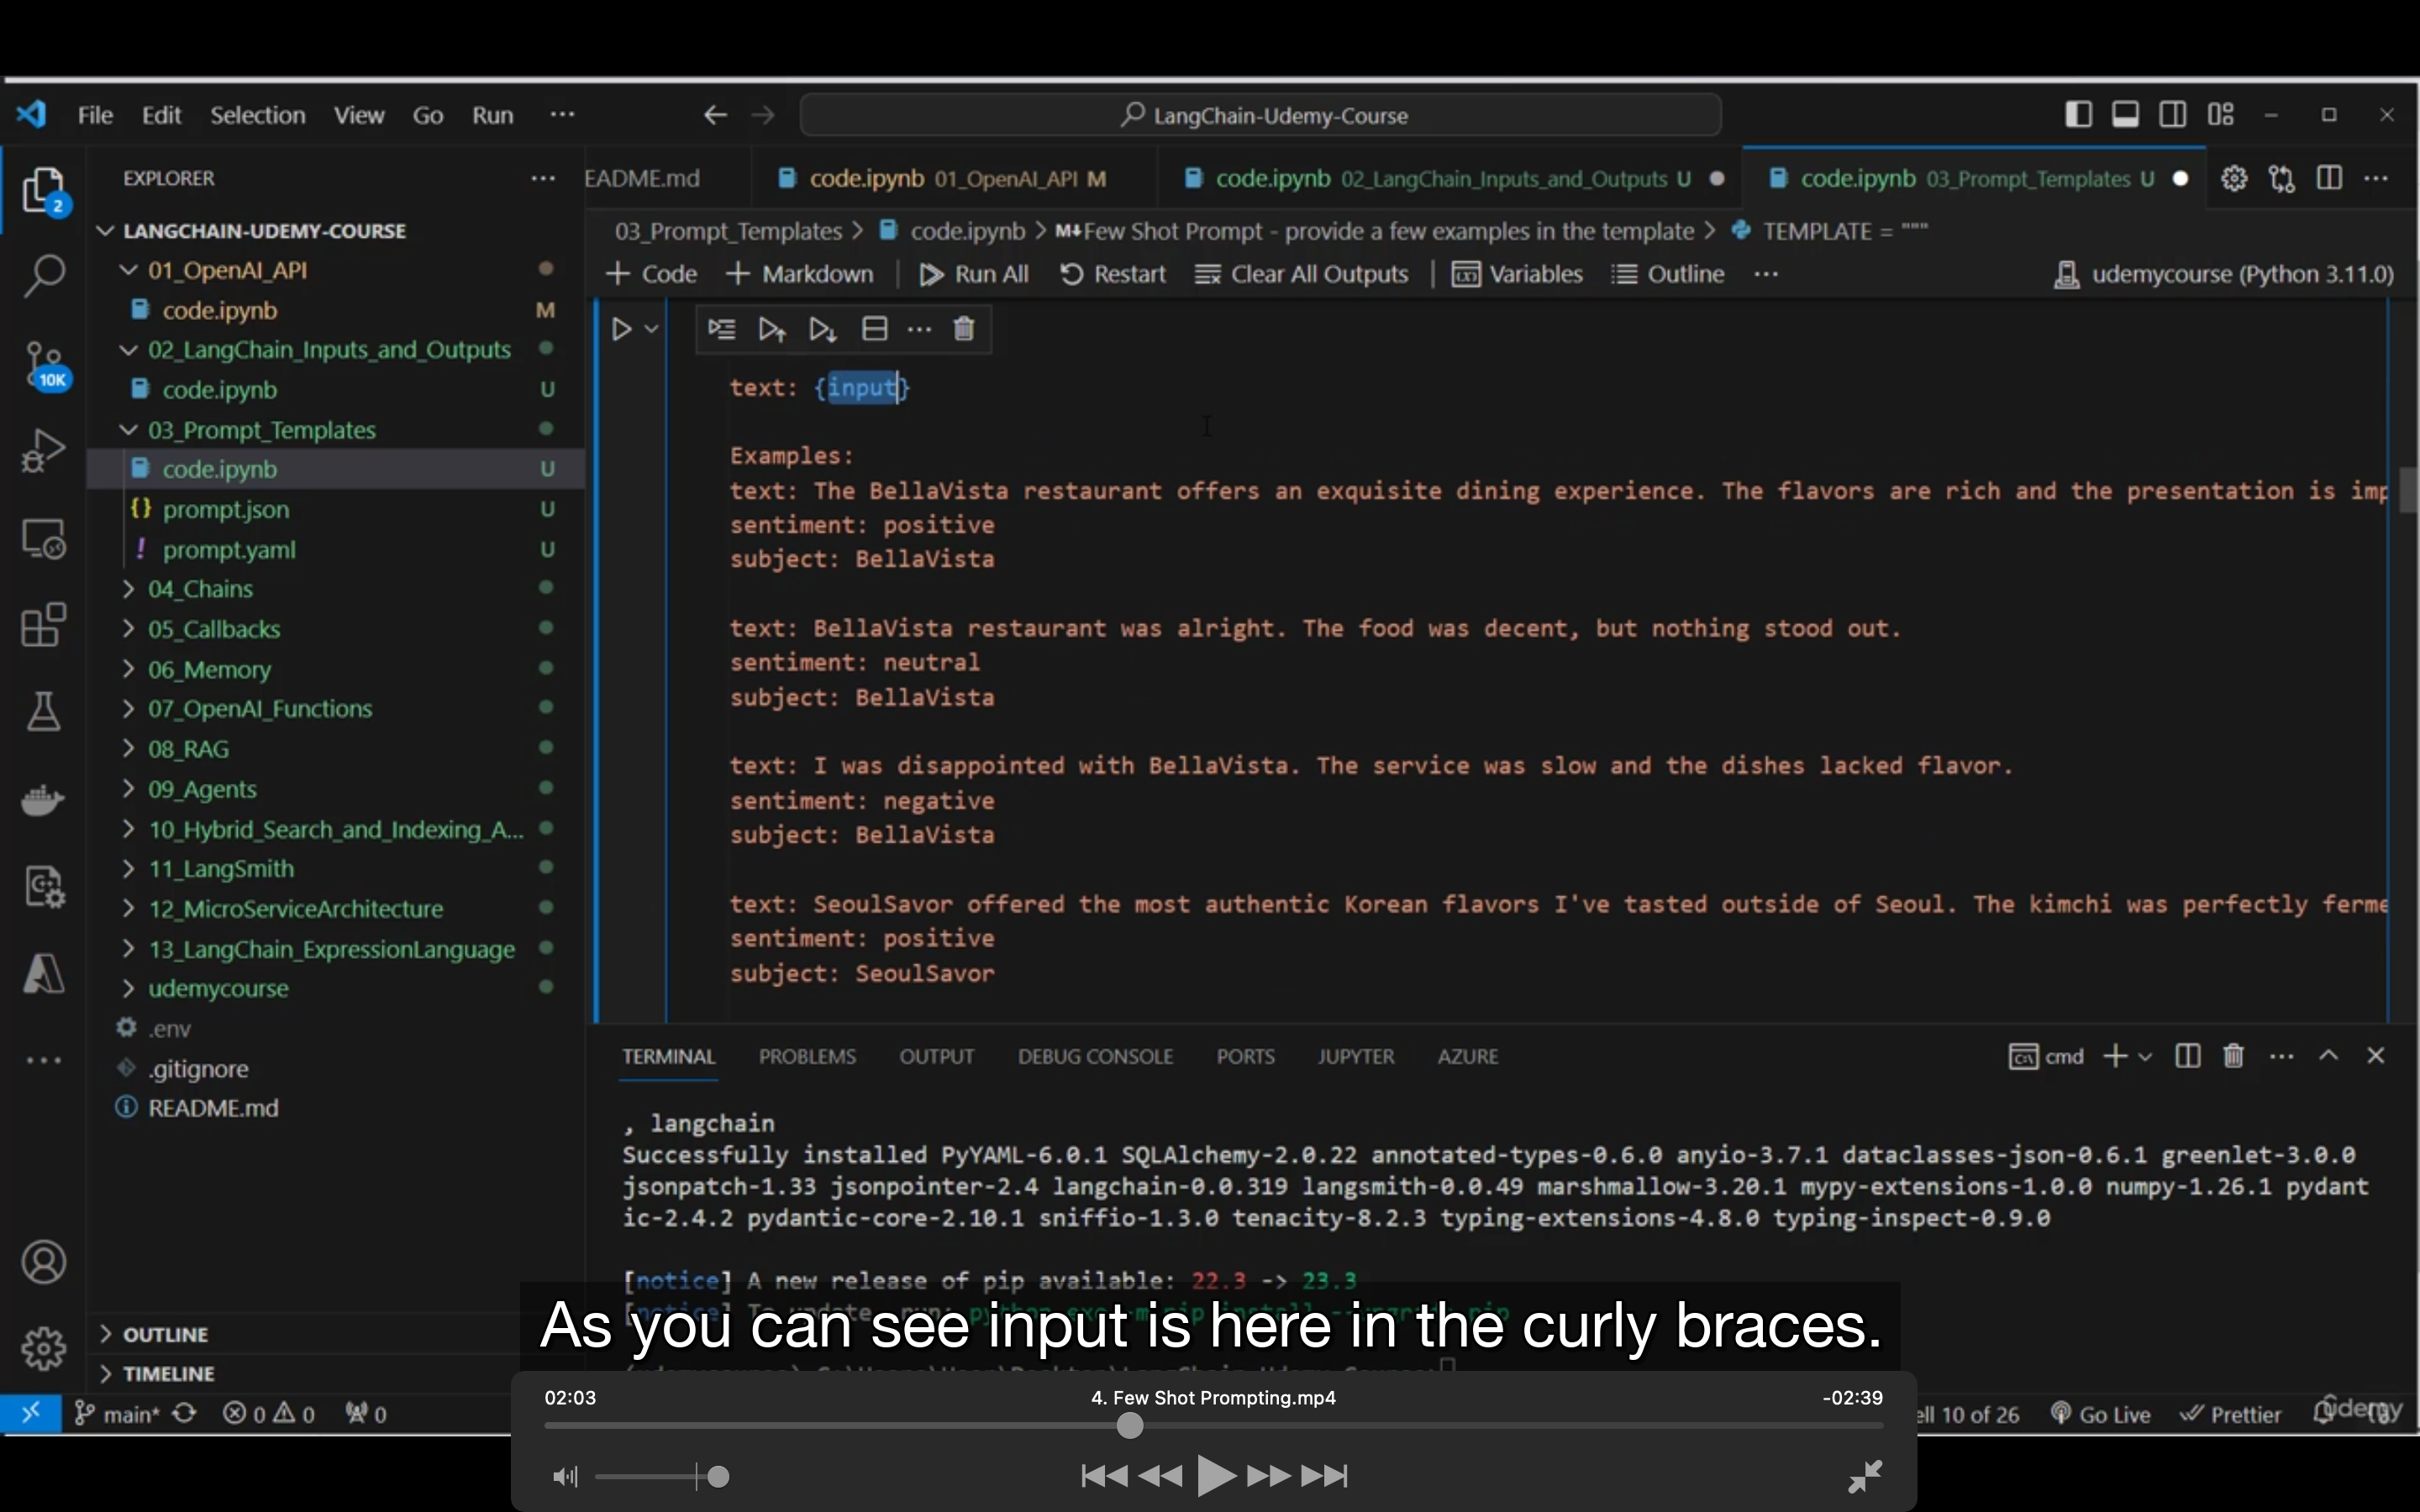 File Edit Selection View Go Run ...
LangChain-Udemy-Course
EXPLORER
LANGCHAIN-UDEMY-COURSE
01_OpenAI_API
code.ipynb M
02_LangChain_Inputs_and_Outputs
code.ipynb U
03_Prompt_Templates
code.ipynb U
{} prompt.json U
! prompt.yaml U
04_Chains
05_Callbacks
06_Memory
07_OpenAI_Functions
08_RAG
09_Agents
10_Hybrid_Search_and_Indexing_A...
11_LangSmith
12_MicroServiceArchitecture
13_LangChain_ExpressionLanguage
udemycourse
.env
.gitignore
README.md
OUTLINE
TIMELINE
2
10K
EADME.md
code.ipynb 01_OpenAI_API M
code.ipynb 02_LangChain_Inputs_and_Outputs U
code.ipynb 03_Prompt_Templates U
03_Prompt_Templates > code.ipynb > M↓Few Shot Prompt - provide a few examples in the template > TEMPLATE = """
+ Code + Markdown | Run All Restart Clear All Outputs | Variables Outline ...
udemycourse (Python 3.11.0)
text: {input}
Examples:
text: The BellaVista restaurant offers an exquisite dining experience. The flavors are rich and the presentation is imp
sentiment: positive
subject: BellaVista
text: BellaVista restaurant was alright. The food was decent, but nothing stood out.
sentiment: neutral
subject: BellaVista
text: I was disappointed with BellaVista. The service was slow and the dishes lacked flavor.
sentiment: negative
subject: BellaVista
text: SeoulSavor offered the most authentic Korean flavors I've tasted outside of Seoul. The kimchi was perfectly ferme
sentiment: positive
subject: SeoulSavor
TERMINAL PROBLEMS OUTPUT DEBUG CONSOLE PORTS JUPYTER AZURE
cmd
, langchain
Successfully installed PyYAML-6.0.1 SQLAlchemy-2.0.22 annotated-types-0.6.0 anyio-3.7.1 dataclasses-json-0.6.1 greenlet-3.0.0
jsonpatch-1.33 jsonpointer-2.4 langchain-0.0.319 langsmith-0.0.49 marshmallow-3.20.1 mypy-extensions-1.0.0 numpy-1.26.1 pydant
ic-2.4.2 pydantic-core-2.10.1 sniffio-1.3.0 tenacity-8.2.3 typing-extensions-4.8.0 typing-inspect-0.9.0
[notice] A new release of pip available: 22.3 -> 23.3
As you can see input is here in the curly braces.
02:03
4. Few Shot Prompting.mp4
-02:39
main* 0 0 0
ell 10 of 26 Go Live Prettier
Udemy